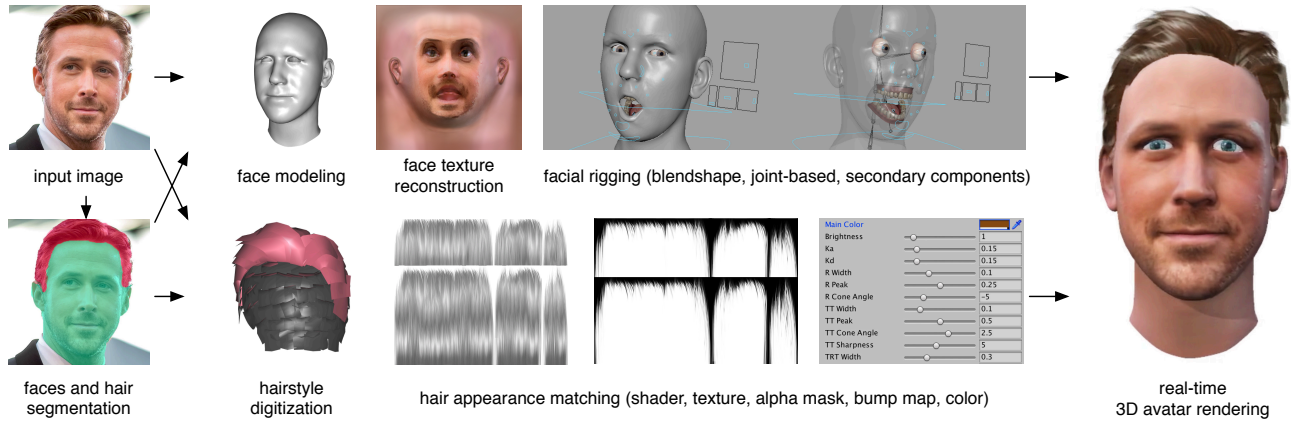 input image
face modeling
face texture
reconstruction
facial rigging (blendshape, joint-based, secondary components)
faces and hair
segmentation
hairstyle
digitization
Main Color
Brightness 1
Ka 0.15
Kd 0.15
R Width 0.1
R Peak 0.25
R Cone Angle -5
TT Width 0.1
TT Peak 0.5
TT Cone Angle 2.5
TT Sharpness 5
TRT Width 0.3
hair appearance matching (shader, texture, alpha mask, bump map, color)
real-time
3D avatar rendering